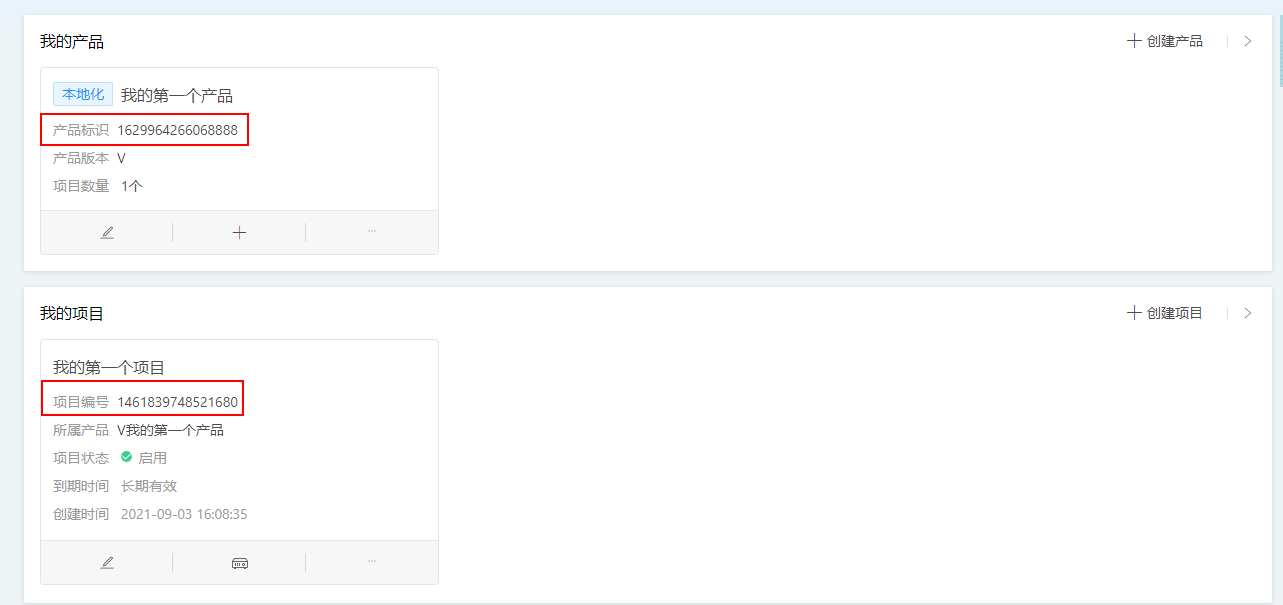 我的产品
创建产品
本地化 我的第一个产品
产品标识 1629964266068888
产品版本 V
项目数量 1个
我的项目
创建项目
我的第一个项目
项目编号 1461839748521680
所属产品 V我的第一个产品
项目状态 启用
到期时间 长期有效
创建时间 2021-09-03 16:08:35